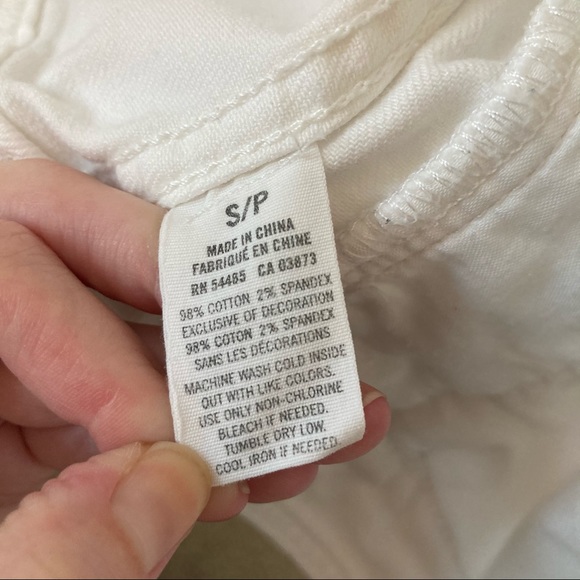 S/P
MADE IN CHINA
FABRIQUÉ EN CHINE
RN 54485 CA 03873
98% COTTON 2% SPANDEX
EXCLUSIVE OF DECORATION
98% COTON 2% SPANDEX
SANS LES DÉCORATIONS
MACHINE WASH COLD INSIDE
OUT WITH LIKE COLORS.
USE ONLY NON-CHLORINE
BLEACH IF NEEDED.
TUMBLE DRY LOW.
COOL IRON IF NEEDED.